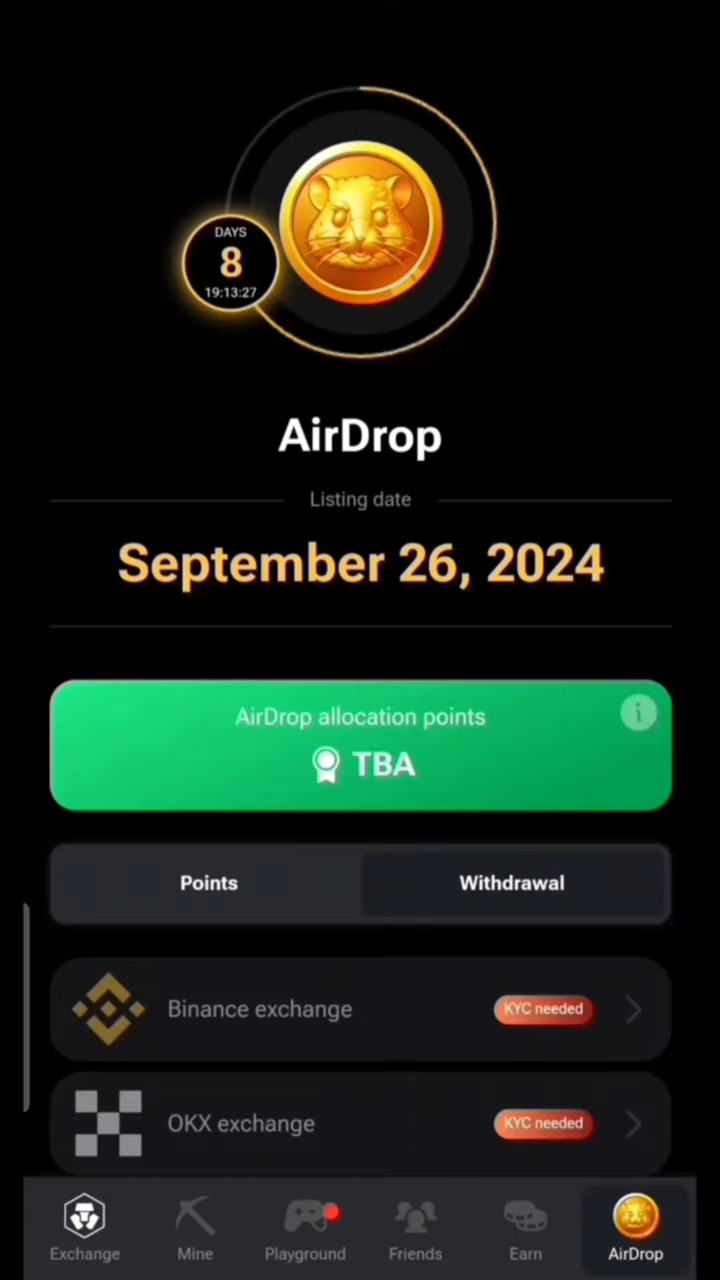 DAYS
8
19:13:27
AirDrop
Listing date
September 26, 2024
AirDrop allocation points
i
TBA
Points
Withdrawal
Binance exchange
KYC needed
OKX exchange
KYC needed
Exchange
Mine
Playground
Friends
Earn
AirDrop